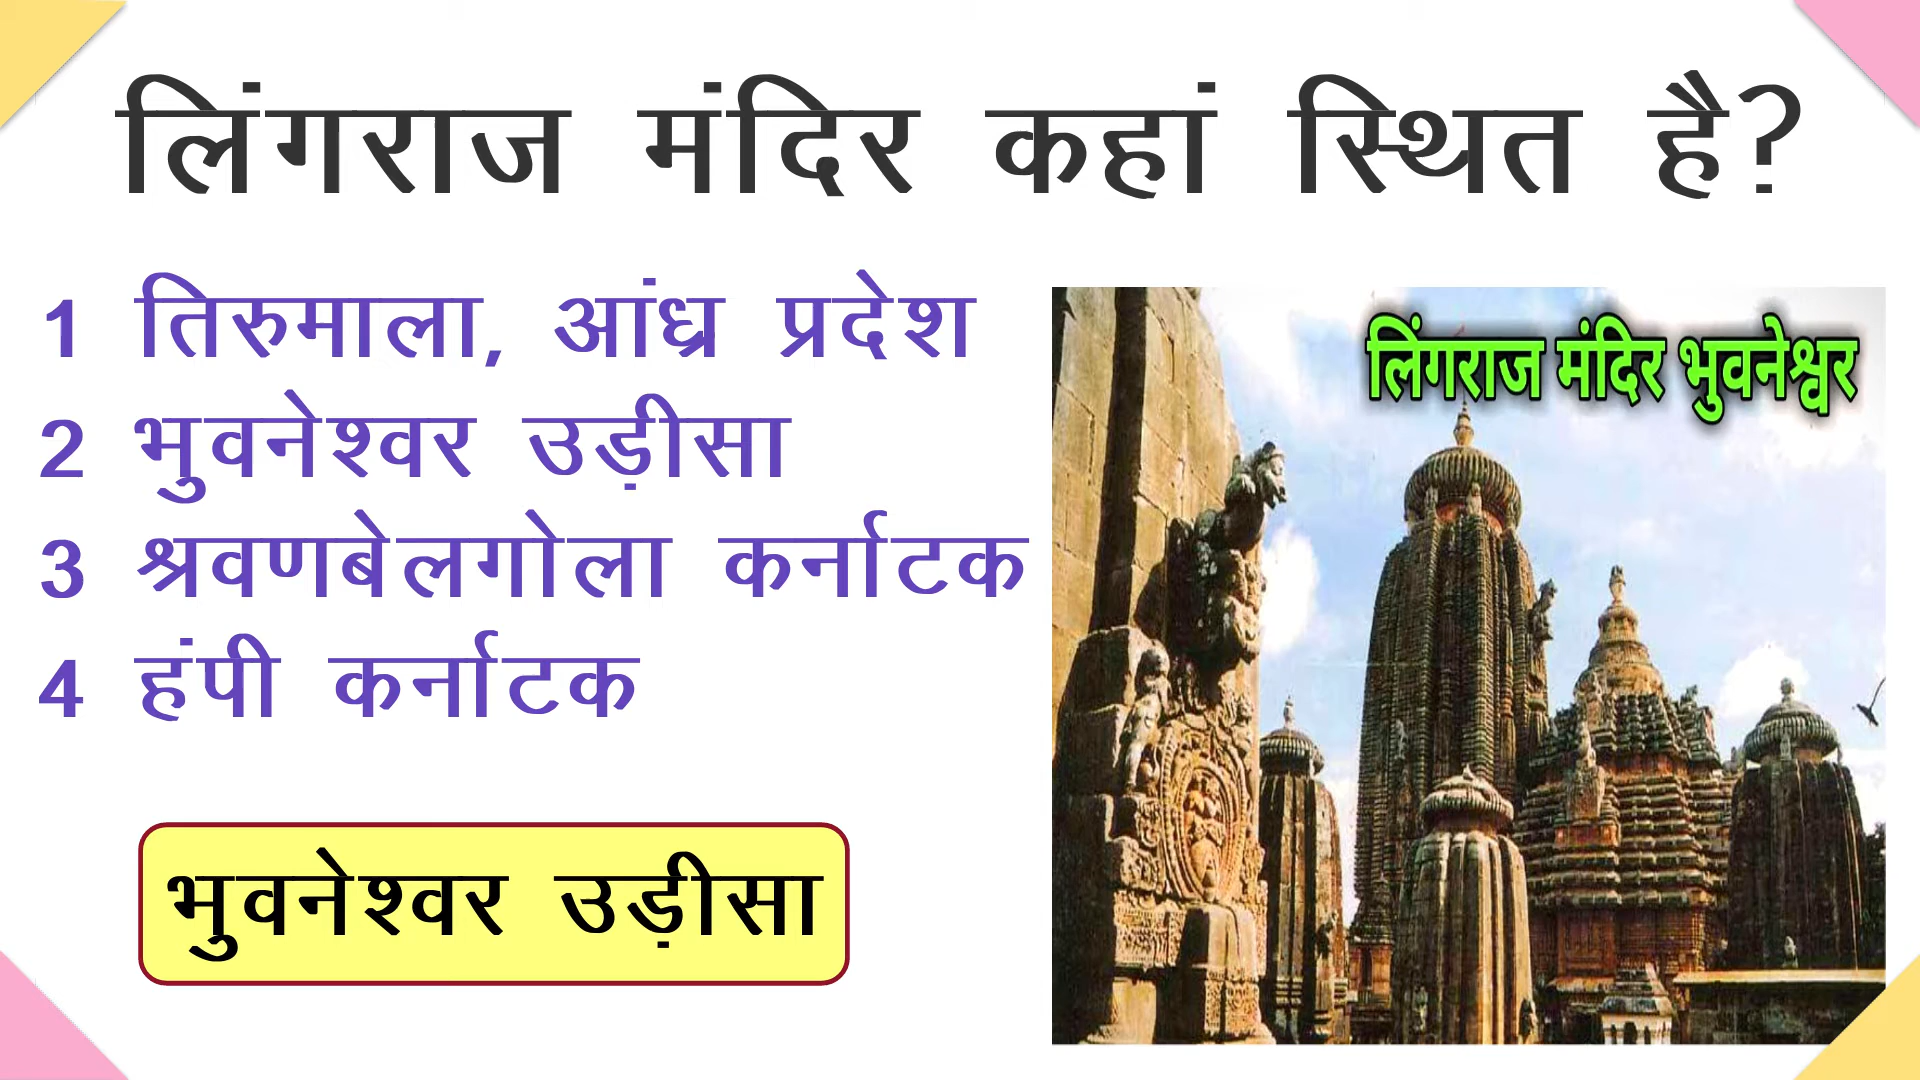 लिंगराज मंदिर कहां स्थित है?
1 तिरुमाला, आंध्र प्रदेश
2 भुवनेश्वर उड़ीसा
3 श्रवणबेलगोला कर्नाटक
4 हंपी कर्नाटक
भुवनेश्वर उड़ीसा
लिंगराज मंदिर भुवनेश्वर